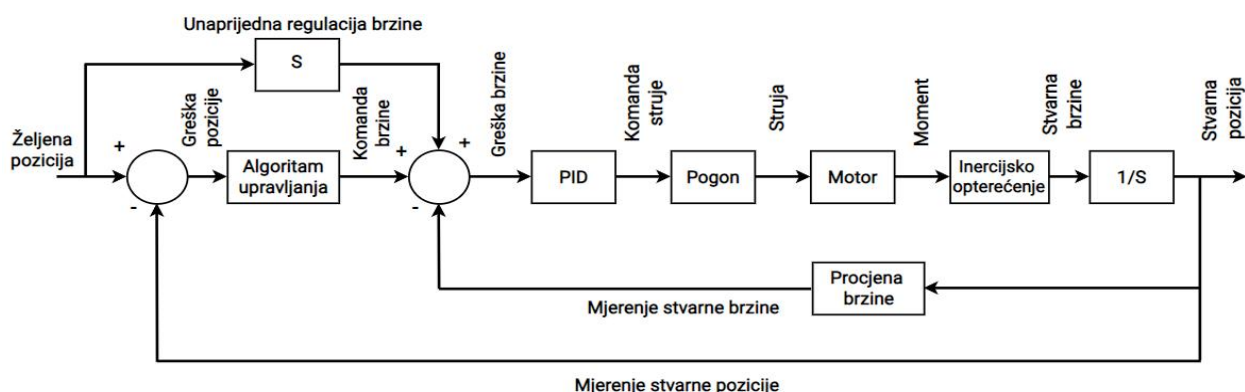 Unaprijedna regulacija brzine
S
Željena
pozicija
+
-
Greška
pozicije
Algoritam
upravljanja
Komanda
brzine
+
+
-
Greška brzine
PID
Komanda
struje
Pogon
Struja
Motor
Moment
Inercijsko
opterećenje
Stvarna
brzine
1/S
Stvarna
pozicija
Procjena
brzine
Mjerenje stvarne brzine
Mjerenje stvarne pozicije